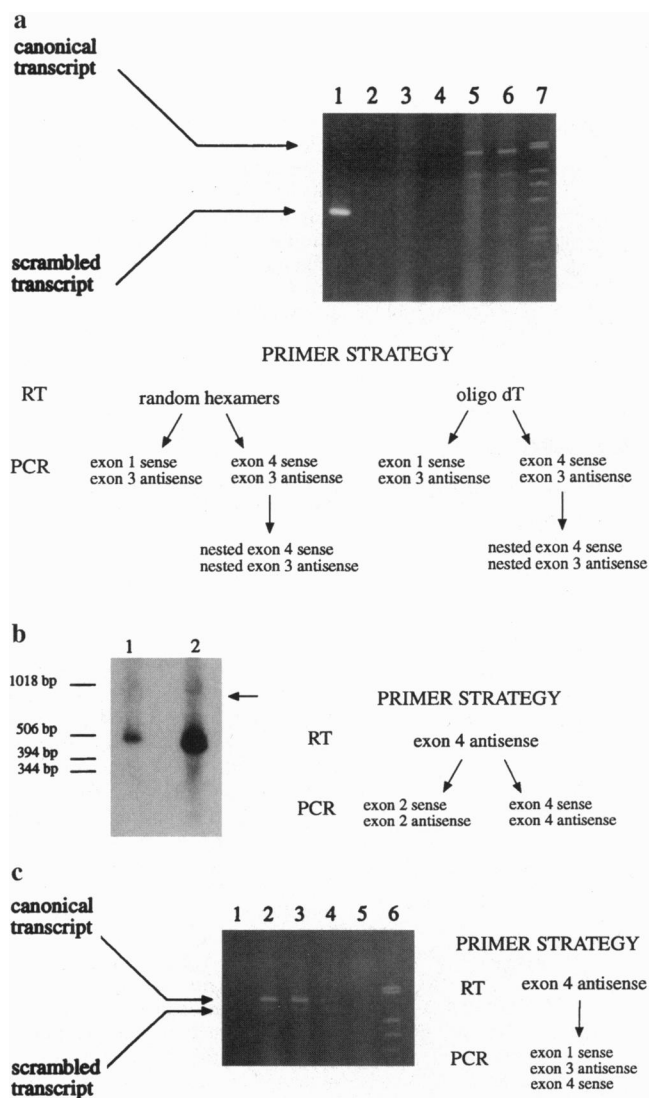 a
canonical
transcript
1 2 3 4 5 6 7
scrambled
transcript
PRIMER STRATEGY
RT random hexamers oligo dT
PCR exon 1 sense exon 4 sense exon 1 sense exon 4 sense
exon 3 antisense exon 3 antisense exon 3 antisense exon 3 antisense
nested exon 4 sense nested exon 4 sense
nested exon 3 antisense nested exon 3 antisense
b
1 2
1018 bp
506 bp
394 bp
344 bp
PRIMER STRATEGY
RT exon 4 antisense
PCR exon 2 sense exon 4 sense
exon 2 antisense exon 4 antisense
c
canonical
transcript
1 2 3 4 5 6
scrambled
transcript
PRIMER STRATEGY
RT exon 4 antisense
PCR exon 1 sense
exon 3 antisense
exon 4 sense